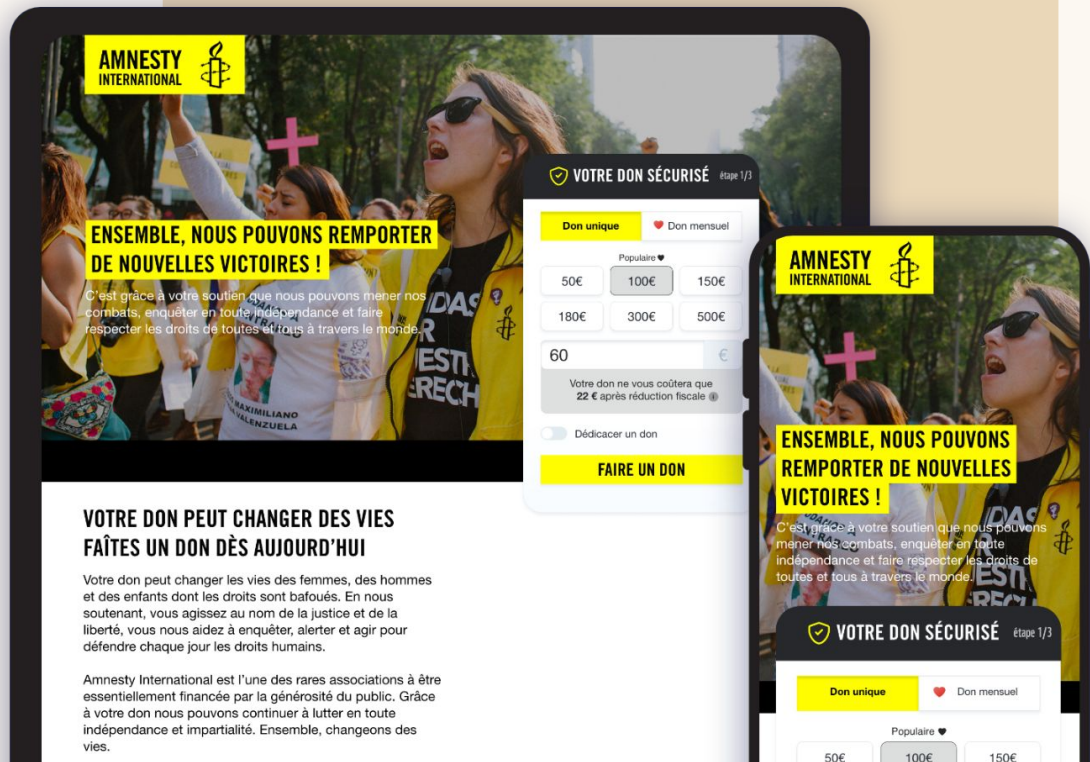 AMNESTY
INTERNATIONAL
ENSEMBLE, NOUS POUVONS REMPORTER
DE NOUVELLES VICTOIRES !
C'est grâce à votre soutien que nous pouvons mener nos
combats, enquêter en toute indépendance et faire
respecter les droits de toutes et tous à travers le monde.
MAXIMILIANO
VALENZUELA
VOTRE DON SÉCURISÉ étape 1/3
Don unique
Don mensuel
Populaire
50€ 100€ 150€
180€ 300€ 500€
60 €
Votre don ne vous coûtera que
22 € après réduction fiscale
Dédicacer un don
FAIRE UN DON
VOTRE DON PEUT CHANGER DES VIES
FAÎTES UN DON DÈS AUJOURD'HUI
Votre don peut changer les vies des femmes, des hommes
et des enfants dont les droits sont bafoués. En nous
soutenant, vous agissez au nom de la justice et de la
liberté, vous nous aidez à enquêter, alerter et agir pour
défendre chaque jour les droits humains.
Amnesty International est l'une des rares associations à être
essentiellement financée par la générosité du public. Grâce
à votre don nous pouvons continuer à lutter en toute
indépendance et impartialité. Ensemble, changeons des
vies.
AMNESTY
INTERNATIONAL
ENSEMBLE, NOUS POUVONS
REMPORTER DE NOUVELLES
VICTOIRES !
C'est grâce à votre soutien que nous pouvons
mener nos combats, enquêter en toute
indépendance et faire respecter les droits de
toutes et tous à travers le monde.
VOTRE DON SÉCURISÉ étape 1/3
Don unique
Don mensuel
Populaire
50€ 100€ 150€